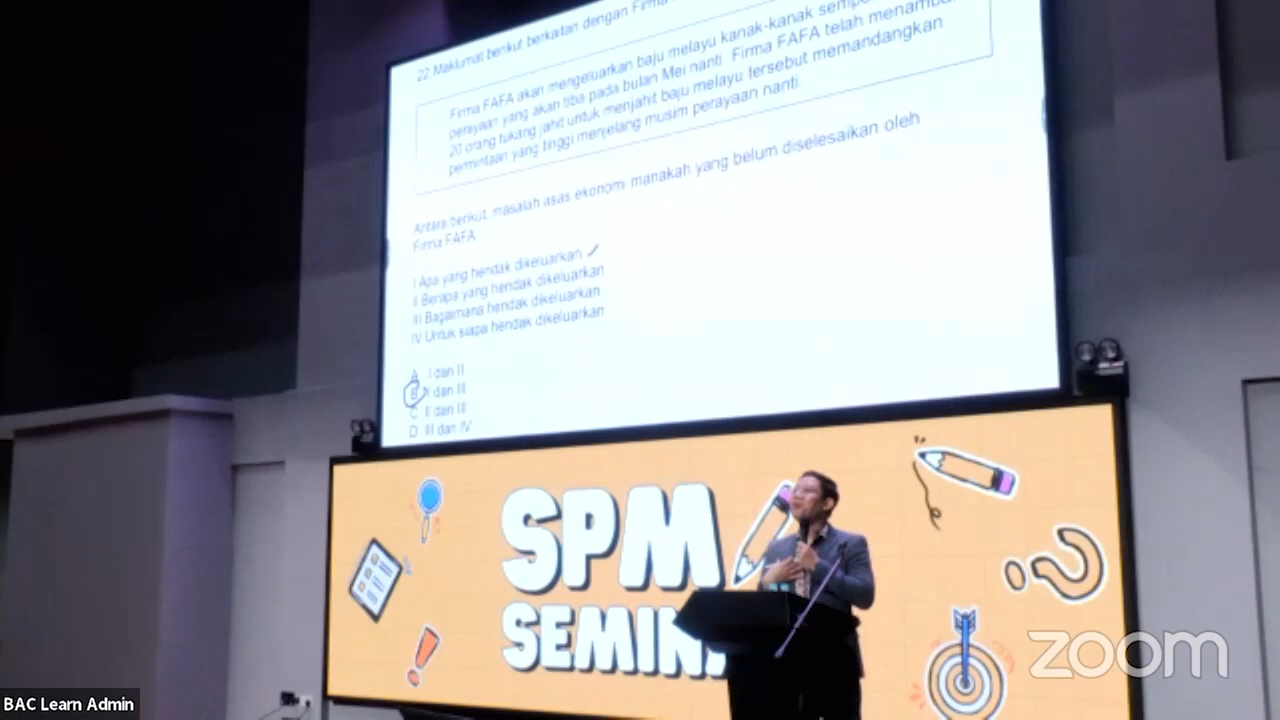 22 Maklumat berikut berkaitan dengan Firma
Firma FAFA akan mengeluarkan baju melayu kanak-kanak
perayaan yang akan tiba pada bulan Mei nanti. Firma FAFA telah
20 orang tukang jahit untuk menjahit baju melayu tersebut memandangkan
permintaan yang tinggi menjelang musim perayaan nanti.
Antara berikut, masalah asas ekonomi manakah yang belum diselesaikan oleh
Firma FAFA
I Apa yang hendak dikeluarkan
II Berapa yang hendak dikeluarkan
III Bagaimana hendak dikeluarkan
IV Untuk siapa hendak dikeluarkan
A I dan II
B I dan III
C II dan III
D III dan IV
SPM
SEMIN
zoom
BAC Learn Admin